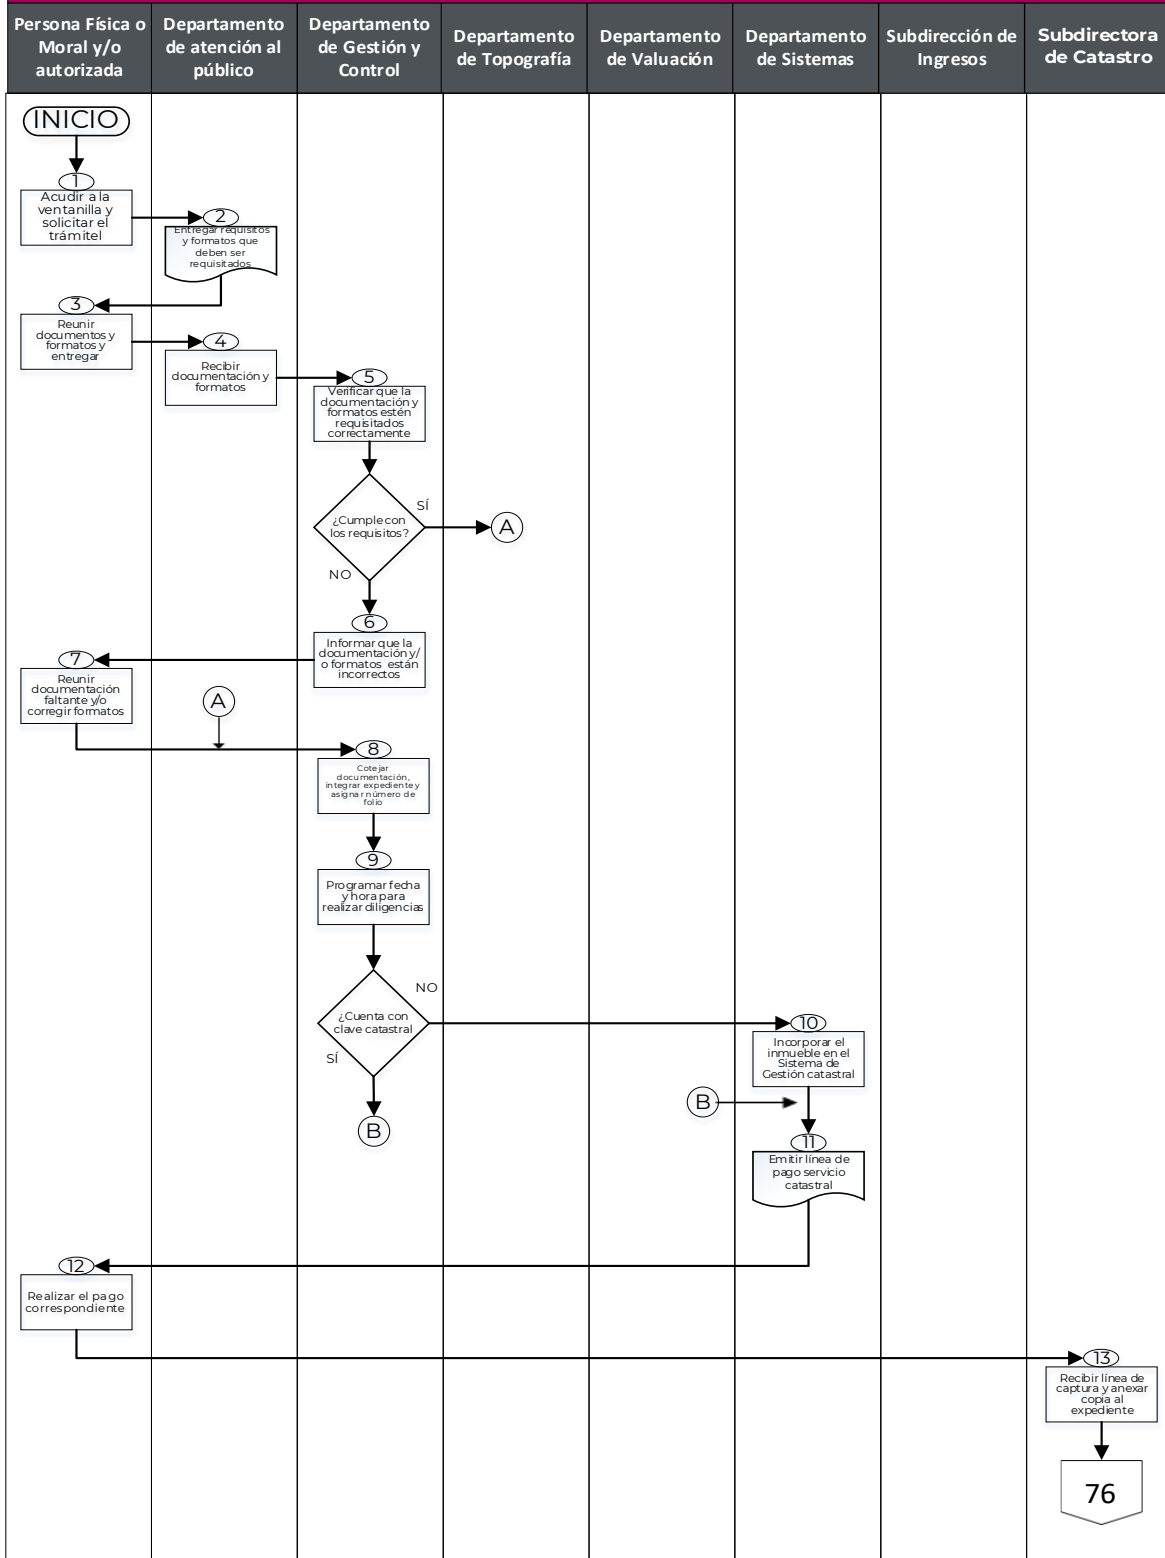 Persona Física o
Moral y/o
autorizada
Departamento
de atención al
público
Departamento
de Gestión y
Control
Departamento
de Topografía
Departamento
de Valuación
Departamento
de Sistemas
Subdirección de
Ingresos
Subdirectora
de Catastro
INICIO
1
Acudir a la
ventanilla y
solicitar el
trámitel
2
Entregar requisitos
y formatos que
deben ser
requisitados
3
Reunir
documentos y
formatos y
entregar
4
Recibir
documentación y
formatos
5
Verificar que la
documentación y
formatos estén
requisitados
correctamente
¿Cumple con
los requisitos?
SÍ
A
NO
6
Informar que la
documentación y/
o formatos están
incorrectos
7
Reunir
documentación
faltante y/o
corregir formatos
A
8
Cotejar
documentación,
integrar expediente y
asignar número de
folio
9
Programar fecha
y hora para
realizar diligencias
¿Cuenta con
clave catastral
NO
SÍ
B
10
Incorporar el
inmueble en el
Sistema de
Gestión catastral
B
11
Emitir línea de
pago servicio
catastral
12
Realizar el pago
correspondiente
13
Recibir línea de
captura y anexar
copia al
expediente
76